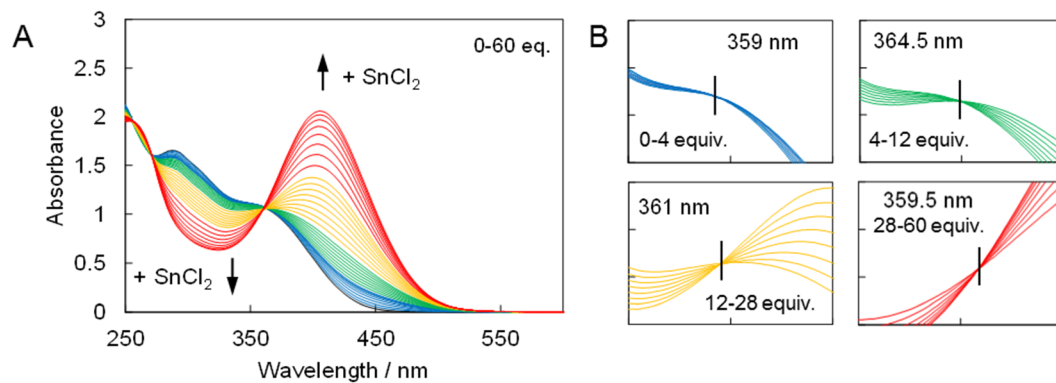 A
3
2.5
2
1.5
1
0.5
0
Absorbance
0-60 eq.
+ SnCl₂
+ SnCl₂
250
350
450
550
Wavelength / nm
B
359 nm
0-4 equiv.
364.5 nm
4-12 equiv.
361 nm
12-28 equiv.
359.5 nm
28-60 equiv.